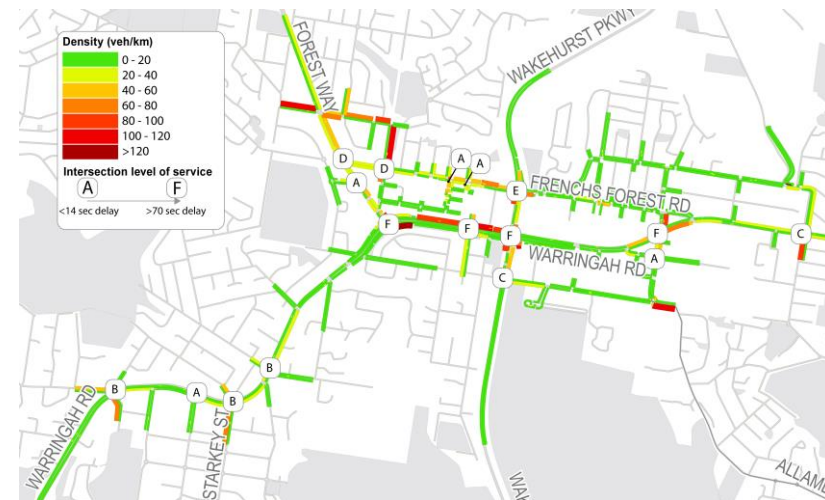 Density (veh/km)
0 - 20
20 - 40
40 - 60
60 - 80
80 - 100
100 - 120
>120
Intersection level of service
A F
<14 sec delay >70 sec delay
FOREST WAY
WAKEHURST PKWY
A A
D D
A
E
FRENCHS FOREST RD
F F F F C
WARRINGAH RD
A
C
B
B A B
WARRINGAH RD
STARKEY ST
WAK
ALLAMB